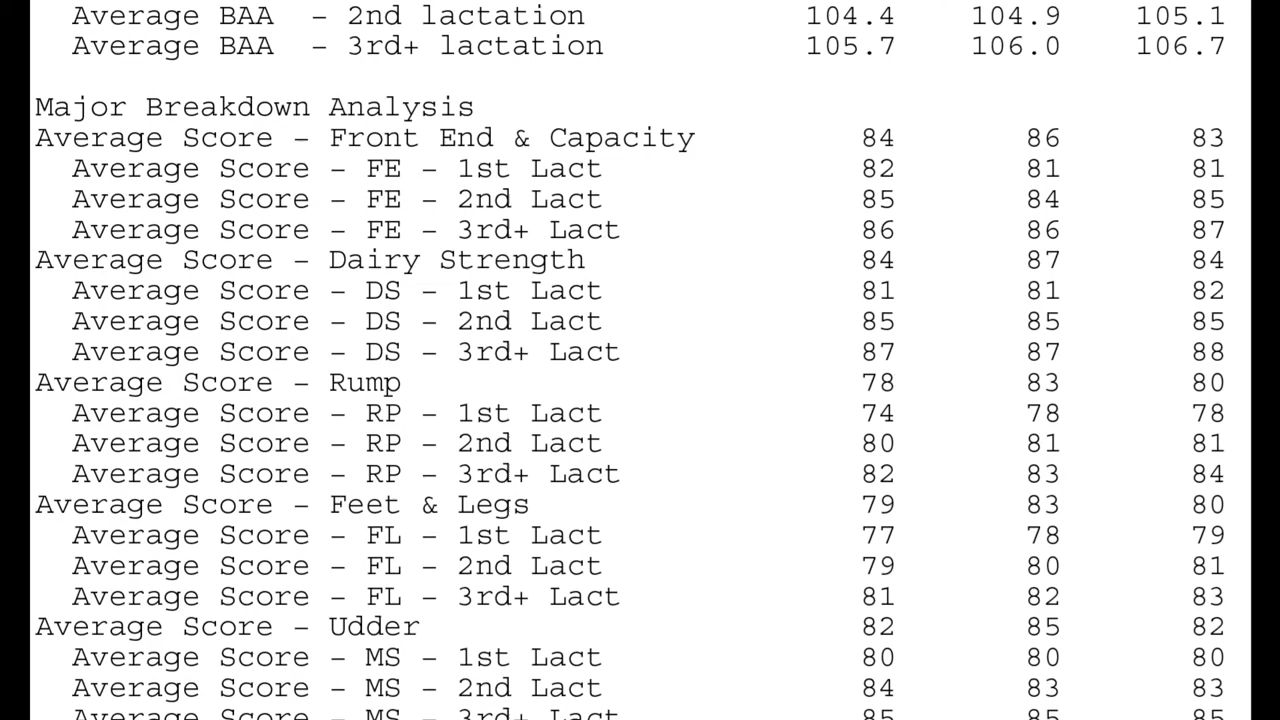 Average BAA - 2nd lactation 104.4 104.9 105.1
Average BAA - 3rd+ lactation 105.7 106.0 106.7
Major Breakdown Analysis
Average Score - Front End & Capacity 84 86 83
Average Score - FE - 1st Lact 82 81 81
Average Score - FE - 2nd Lact 85 84 85
Average Score - FE - 3rd+ Lact 86 86 87
Average Score - Dairy Strength 84 87 84
Average Score - DS - 1st Lact 81 81 82
Average Score - DS - 2nd Lact 85 85 85
Average Score - DS - 3rd+ Lact 87 87 88
Average Score - Rump 78 83 80
Average Score - RP - 1st Lact 74 78 78
Average Score - RP - 2nd Lact 80 81 81
Average Score - RP - 3rd+ Lact 82 83 84
Average Score - Feet & Legs 79 83 80
Average Score - FL - 1st Lact 77 78 79
Average Score - FL - 2nd Lact 79 80 81
Average Score - FL - 3rd+ Lact 81 82 83
Average Score - Udder 82 85 82
Average Score - MS - 1st Lact 80 80 80
Average Score - MS - 2nd Lact 84 83 83
Average Score - MS - 3rd+ Lact 85 85 85